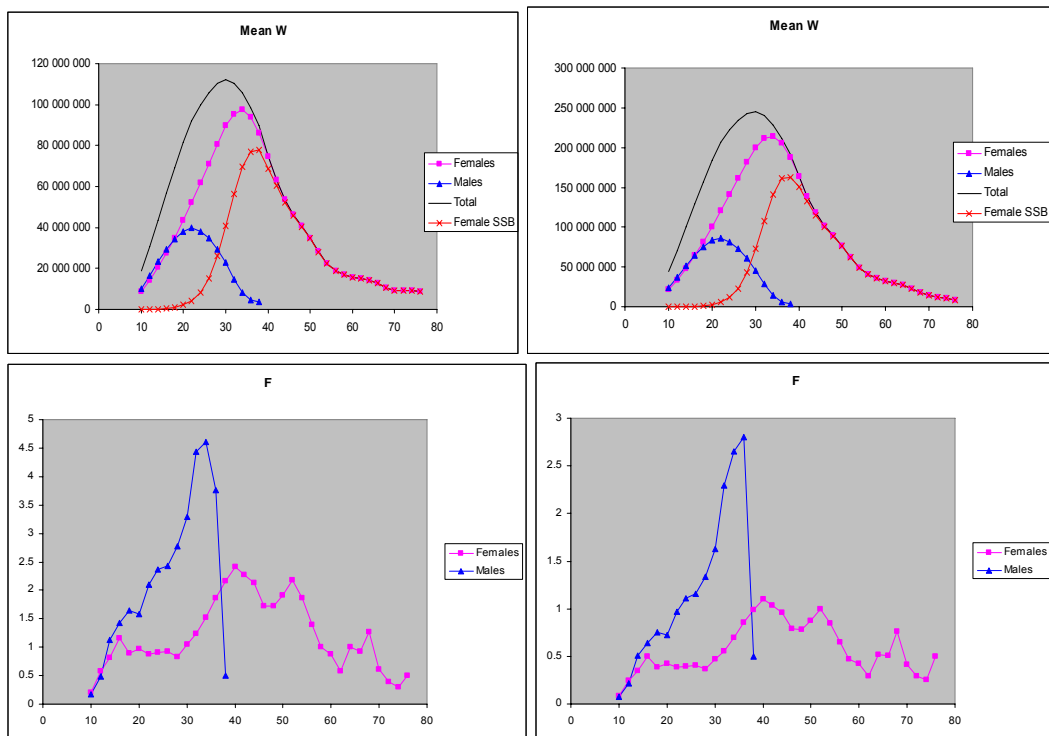 Mean W
120 000 000
100 000 000
80 000 000
60 000 000
40 000 000
20 000 000
0
0 10 20 30 40 50 60 70 80
Females
Males
Total
Female SSB
Mean W
300 000 000
250 000 000
200 000 000
150 000 000
100 000 000
50 000 000
0
0 10 20 30 40 50 60 70 80
Females
Males
Total
Female SSB
F
5
4.5
4
3.5
3
2.5
2
1.5
1
0.5
0
0 10 20 30 40 50 60 70 80
Females
Males
F
3
2.5
2
1.5
1
0.5
0
0 10 20 30 40 50 60 70 80
Females
Males